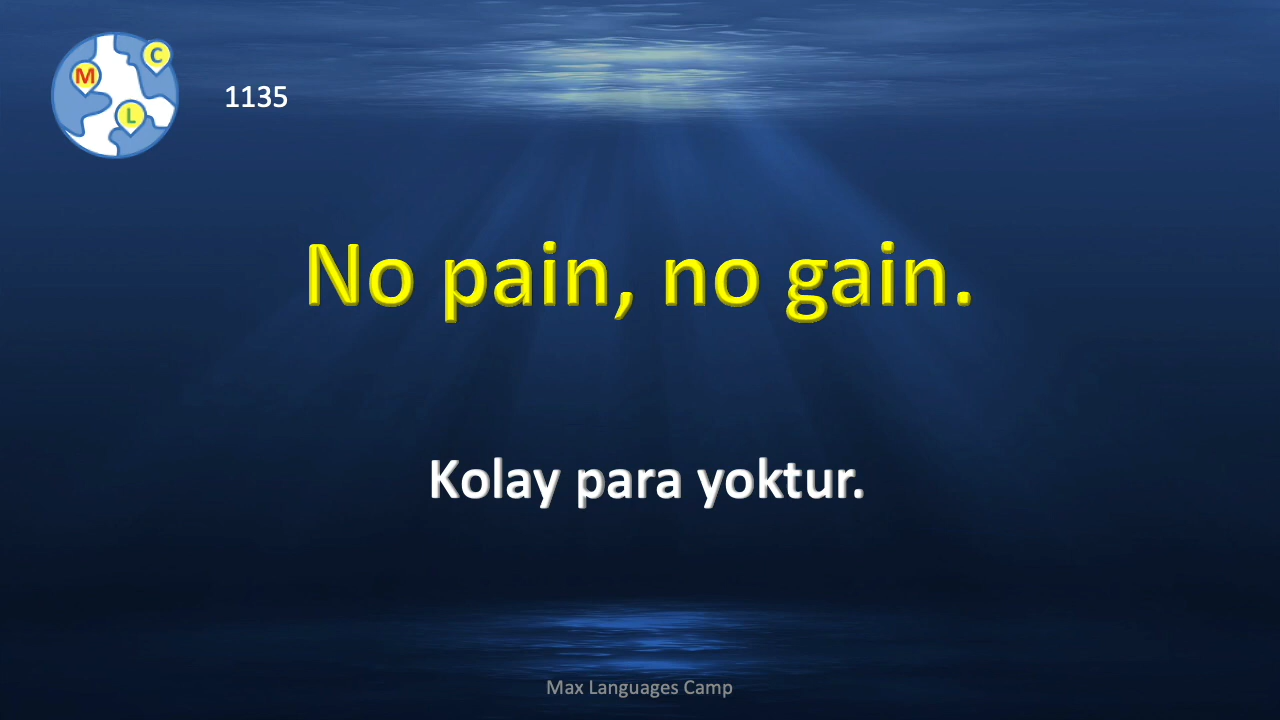 C
M
L
1135
No pain, no gain.
Kolay para yoktur.
Max Languages Camp